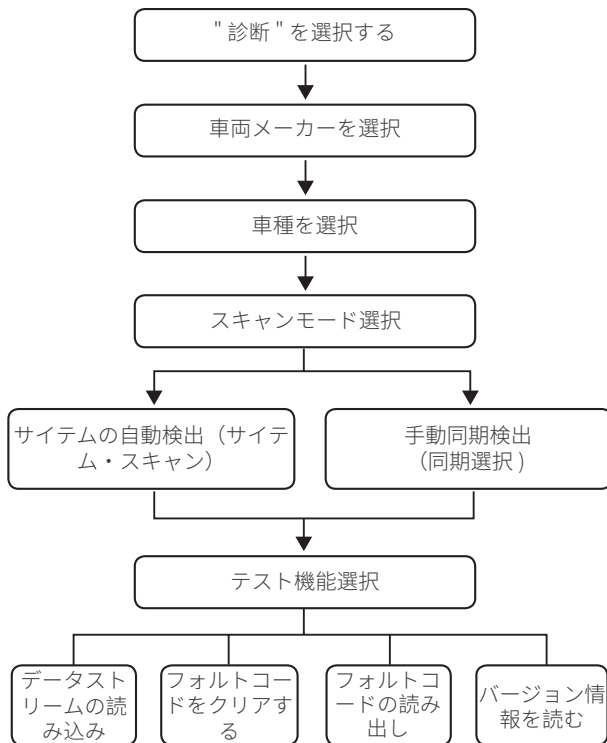 " 診断 " を選択する
車両メーカーを選択
車種を選択
スキャンモード選択
サイテムの自動検出（サイテ
ム・スキャン）
手動同期検出
（同期選択 )
テスト機能選択
データスト
リームの読
み込み
フォルトコー
ドをクリアす
る
フォルトコ
ードの読み
出し
バージョン情
報を読む